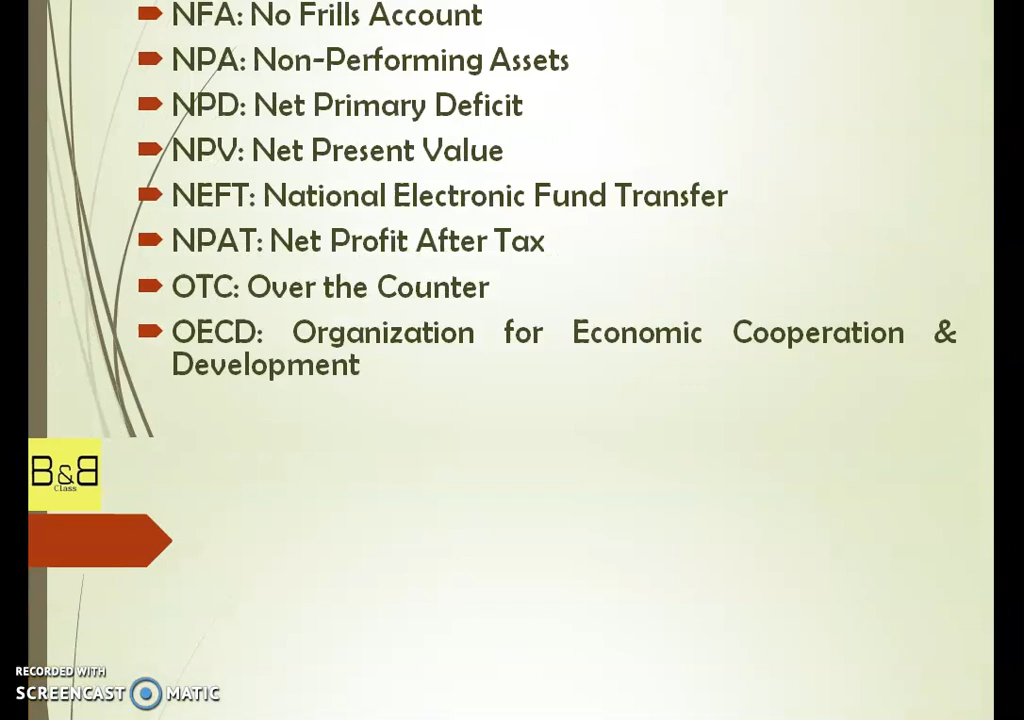 NFA: No Frills Account
NPA: Non-Performing Assets
NPD: Net Primary Deficit
NPV: Net Present Value
NEFT: National Electronic Fund Transfer
NPAT: Net Profit After Tax
OTC: Over the Counter
OECD: Organization for Economic Cooperation &
Development
B&B
Class
RECORDED WITH
SCREENCAST MATIC